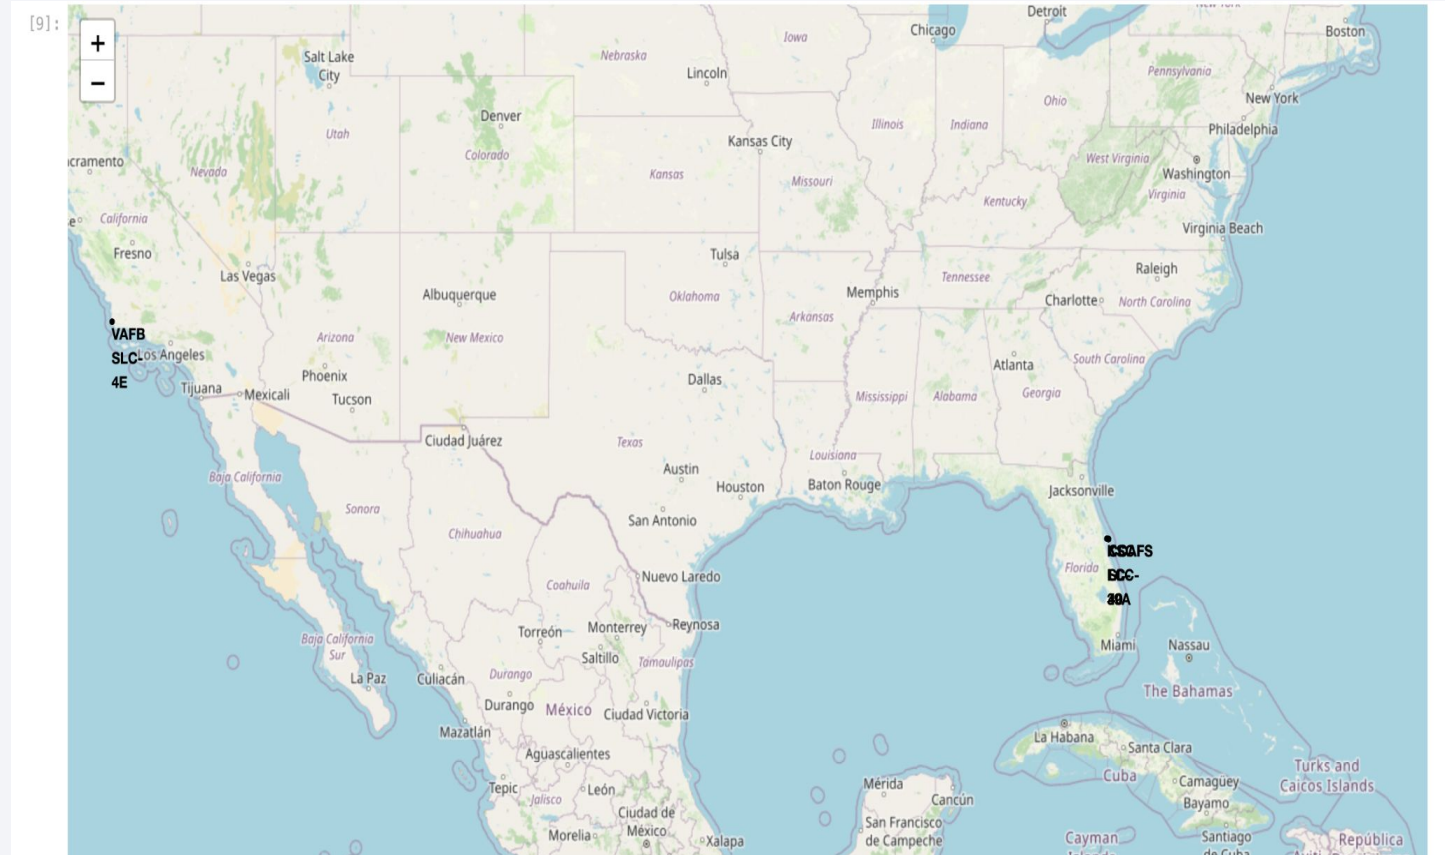 [9]:
+
−
Detroit
Chicago
Boston
Iowa
Salt Lake
City
Nebraska
Lincoln
Pennsylvania
New York
Ohio
Denver
Illinois
Indiana
Philadelphia
Utah
Kansas City
Colorado
West Virginia
Washington
cramento
Nevada
Kansas
Missouri
Virginia
Kentucky
California
Virginia Beach
Fresno
Tulsa
Las Vegas
Raleigh
Tennessee
Albuquerque
Oklahoma
Memphis
Charlotte
North Carolina
Arkansas
VAFB
SLC-
4E
Los Angeles
Arizona
New Mexico
South Carolina
Atlanta
Phoenix
Dallas
Tijuana
Mexicali
Tucson
Mississippi
Alabama
Georgia
Ciudad Juárez
Texas
Louisiana
Baja California
Austin
Houston
Baton Rouge
Jacksonville
Sonora
San Antonio
Chihuahua
Florida
Coahuila
Nuevo Laredo
Reynosa
Torreón
Monterrey
Baja California
Sur
Saltillo
Tamaulipas
Miami
Nassau
La Paz
Culiacán
Durango
The Bahamas
Durango
México
Ciudad Victoria
Mazatlán
La Habana
Santa Clara
Aguascalientes
Cuba
Turks and
Caicos Islands
Tepic
León
Mérida
Camagüey
Jalisco
Cancún
Bayamo
Ciudad de
México
San Francisco
de Campeche
Morelia
Xalapa
Cayman
Santiago
de Cuba
República